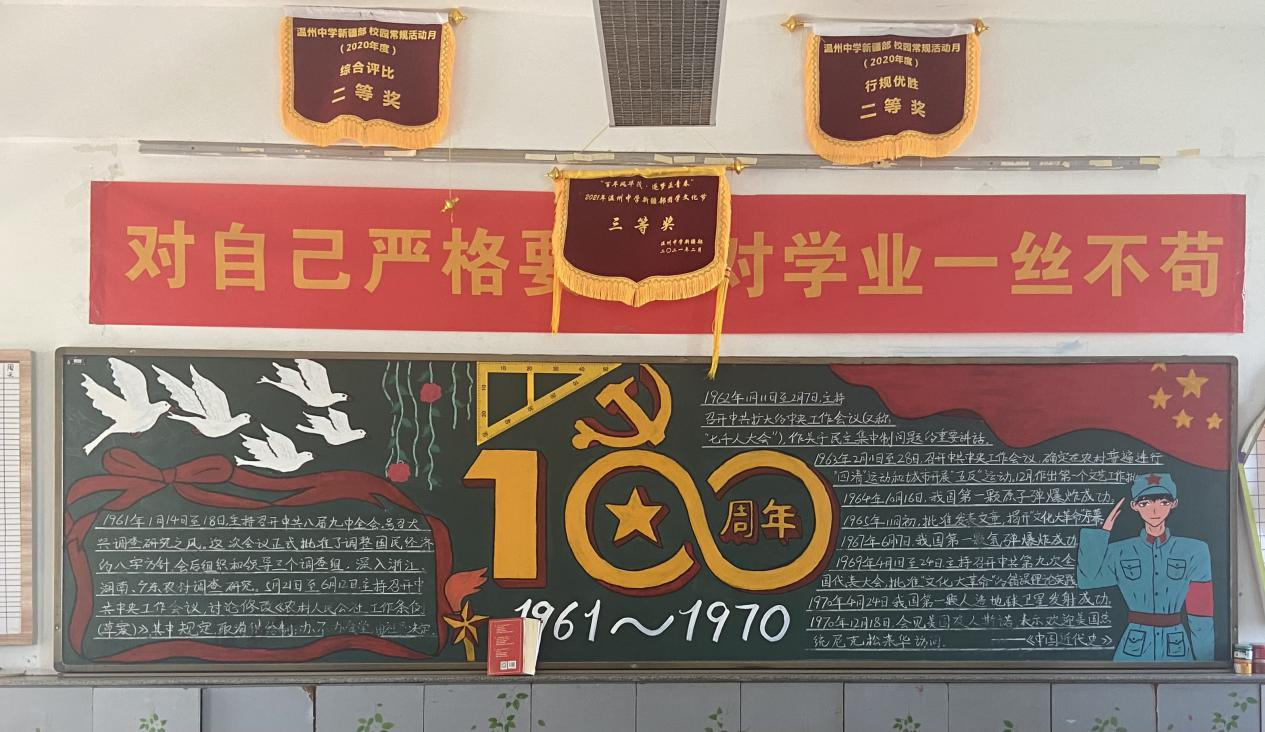 温州中学新疆部 校园常规活动月
（2020年度）
综合评比
二等奖
温州中学新疆部 校园常规活动月
（2020年度）
行规优胜
二等奖
"百年风华茂·逐梦正青春"
2021年温州中学新疆部国学文化节
三等奖
温州中学新疆部
二〇二一年二月
对自己严格要 对学业一丝不苟
1961年1月14日至18日,主持召开中共八届九中全会,号召大
兴调查研究之风。这次会议正式批准了调整国民经济
的八字方针,会后组织和领导三个调查组,深入浙江、
湖南、广东农村调查研究。5月21日至6月12日,主持召开中
共中央工作会议,讨论修改《农村人民公社工作条例
(草案)》其中规定取消供给制,
100
周年
1961～1970
1962年1月11日至2月7日,主持
召开中共扩大的中央工作会议(又称
"七千人大会"),作关于民主集中制问题的重要讲话。
1963年2月11日至28日,召开中共中央工作会议,确定在农村普遍进行
"四清"运动和城市开展"五反"运动,12月作出第一个文艺工作批
1964年10月16日,我国第一颗原子弹爆炸成功。
1965年11月初,批准发表文章,揭开"文化大革命"序幕
1967年6月17日,我国第一颗氢弹爆炸成功
1969年4月1日至24日主持召开中共第九次全
国代表大会,批准"文化大革命"的错误理论实践
1970年4月24日我国第一颗人造地球卫星发射成功。
1970年12月18日,会见美国友人斯诺,表示欢迎美国总
统尼克松来华访问。 ——《中国近代史》